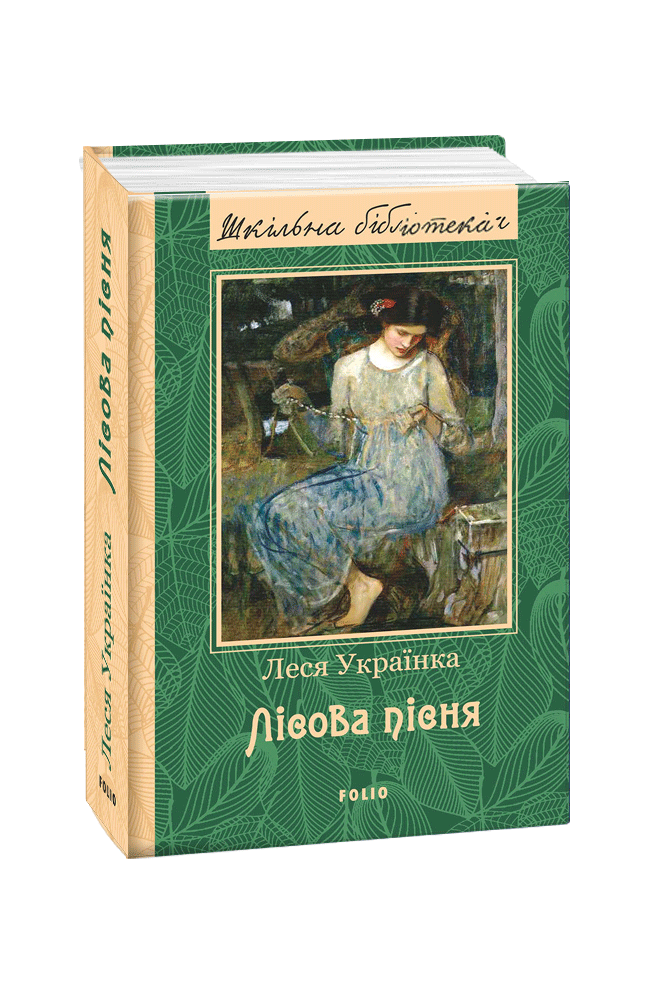 Шкільна бібліотека
Леся Українка
Лісова пісня
FOLIO
Лісова пісня
Леся Українка
FOLIO